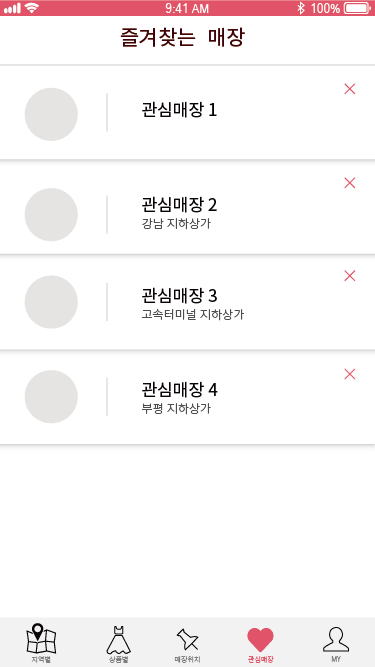 9:41 AM 100%
즐겨찾는 매장
관심매장 1
관심매장 2
강남 지하상가
관심매장 3
고속터미널 지하상가
관심매장 4
부평 지하상가
지역별 상품별 매장위치 관심매장 MY